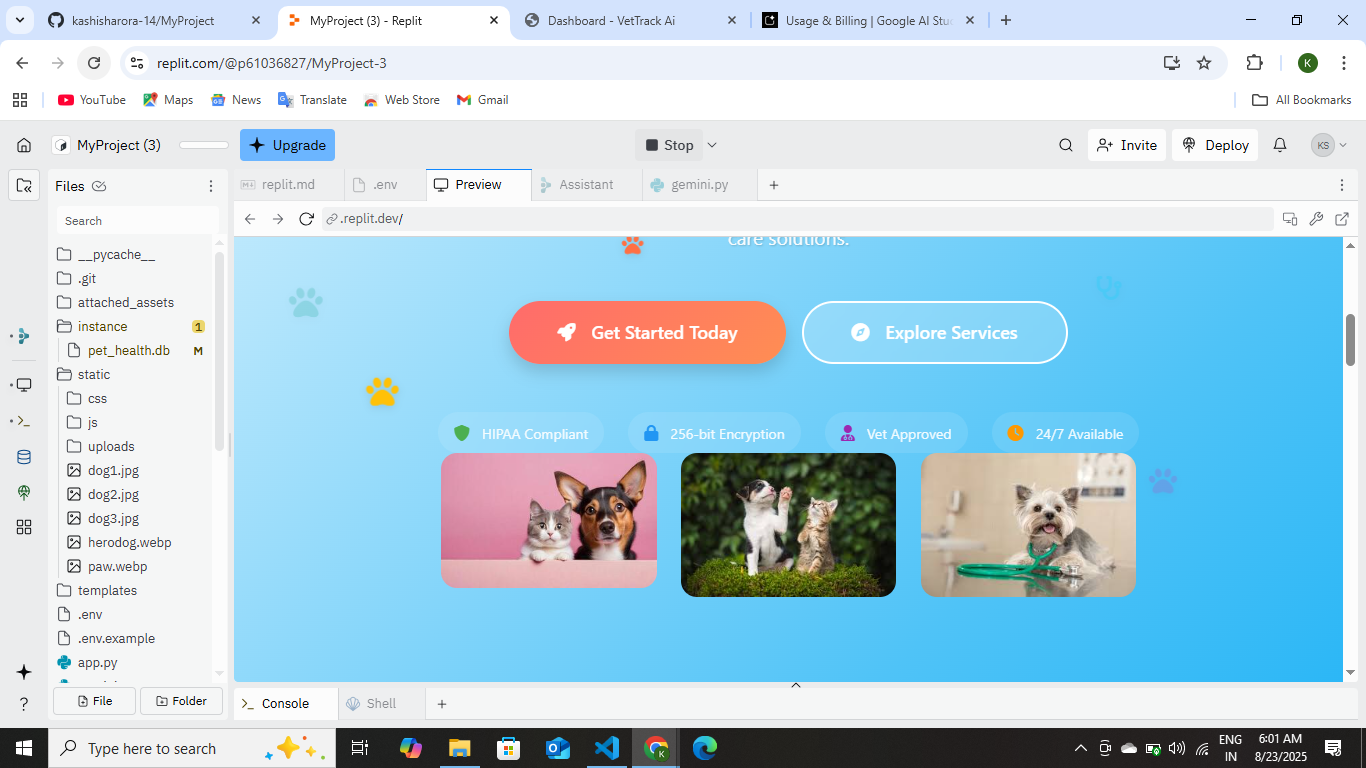 kashisharora-14/MyProject
MyProject (3) - Replit
Dashboard - VetTrack Ai
Usage & Billing | Google AI Stu
replit.com/@p61036827/MyProject-3
K
YouTube
Maps
News
Translate
Web Store
Gmail
All Bookmarks
MyProject (3)
Upgrade
Stop
Invite
Deploy
KS
Files
replit.md
.env
Preview
Assistant
gemini.py
Search
.replit.dev/
__pycache__
.git
attached_assets
instance
1
pet_health.db
M
static
css
js
uploads
dog1.jpg
dog2.jpg
dog3.jpg
herodog.webp
paw.webp
templates
.env
.env.example
app.py
File
Folder
care solutions.
Get Started Today
Explore Services
HIPAA Compliant
256-bit Encryption
Vet Approved
24/7 Available
Console
Shell
Type here to search
K
ENG
IN
6:01 AM
8/23/2025